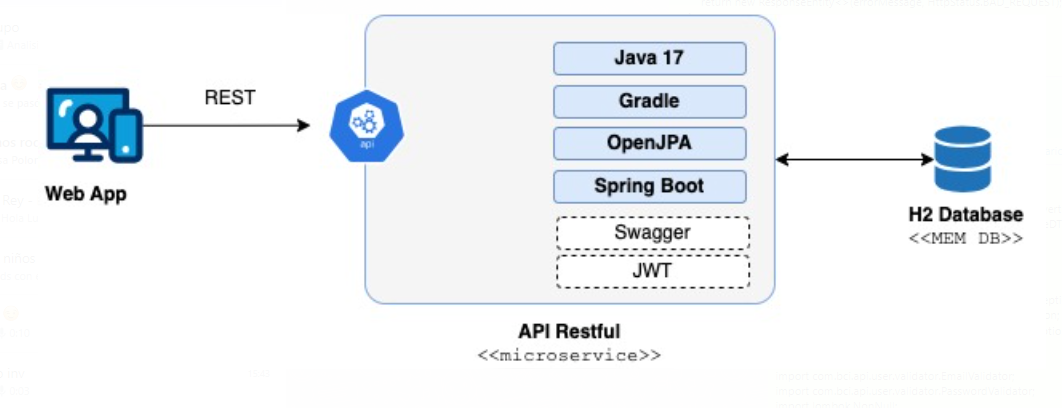 REST
Web App
api
Java 17
Gradle
OpenJPA
Spring Boot
Swagger
JWT
API Restful
<<microservice>>
H2 Database
<<MEM DB>>